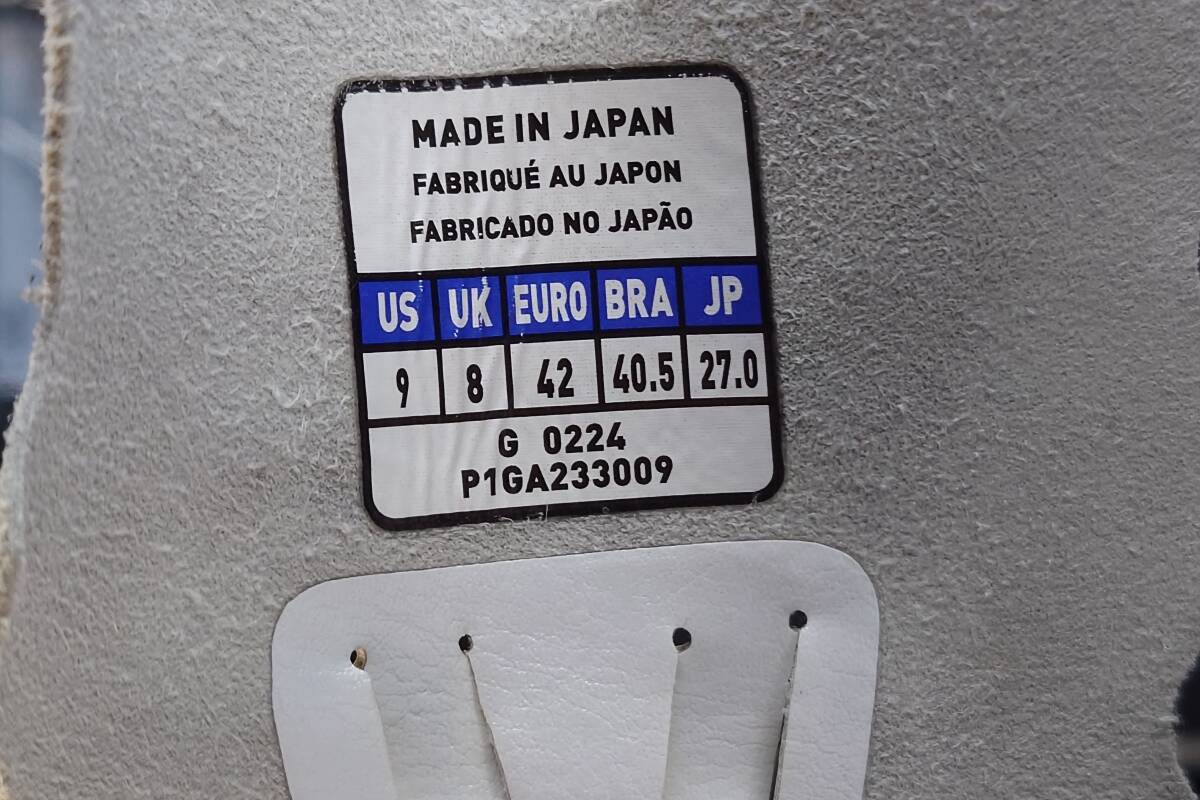 MADE IN JAPAN
FABRIQUÉ AU JAPON
FABRICADO NO JAPÃO
US UK EURO BRA JP
9 8 42 40.5 27.0
G 0224
P1GA233009